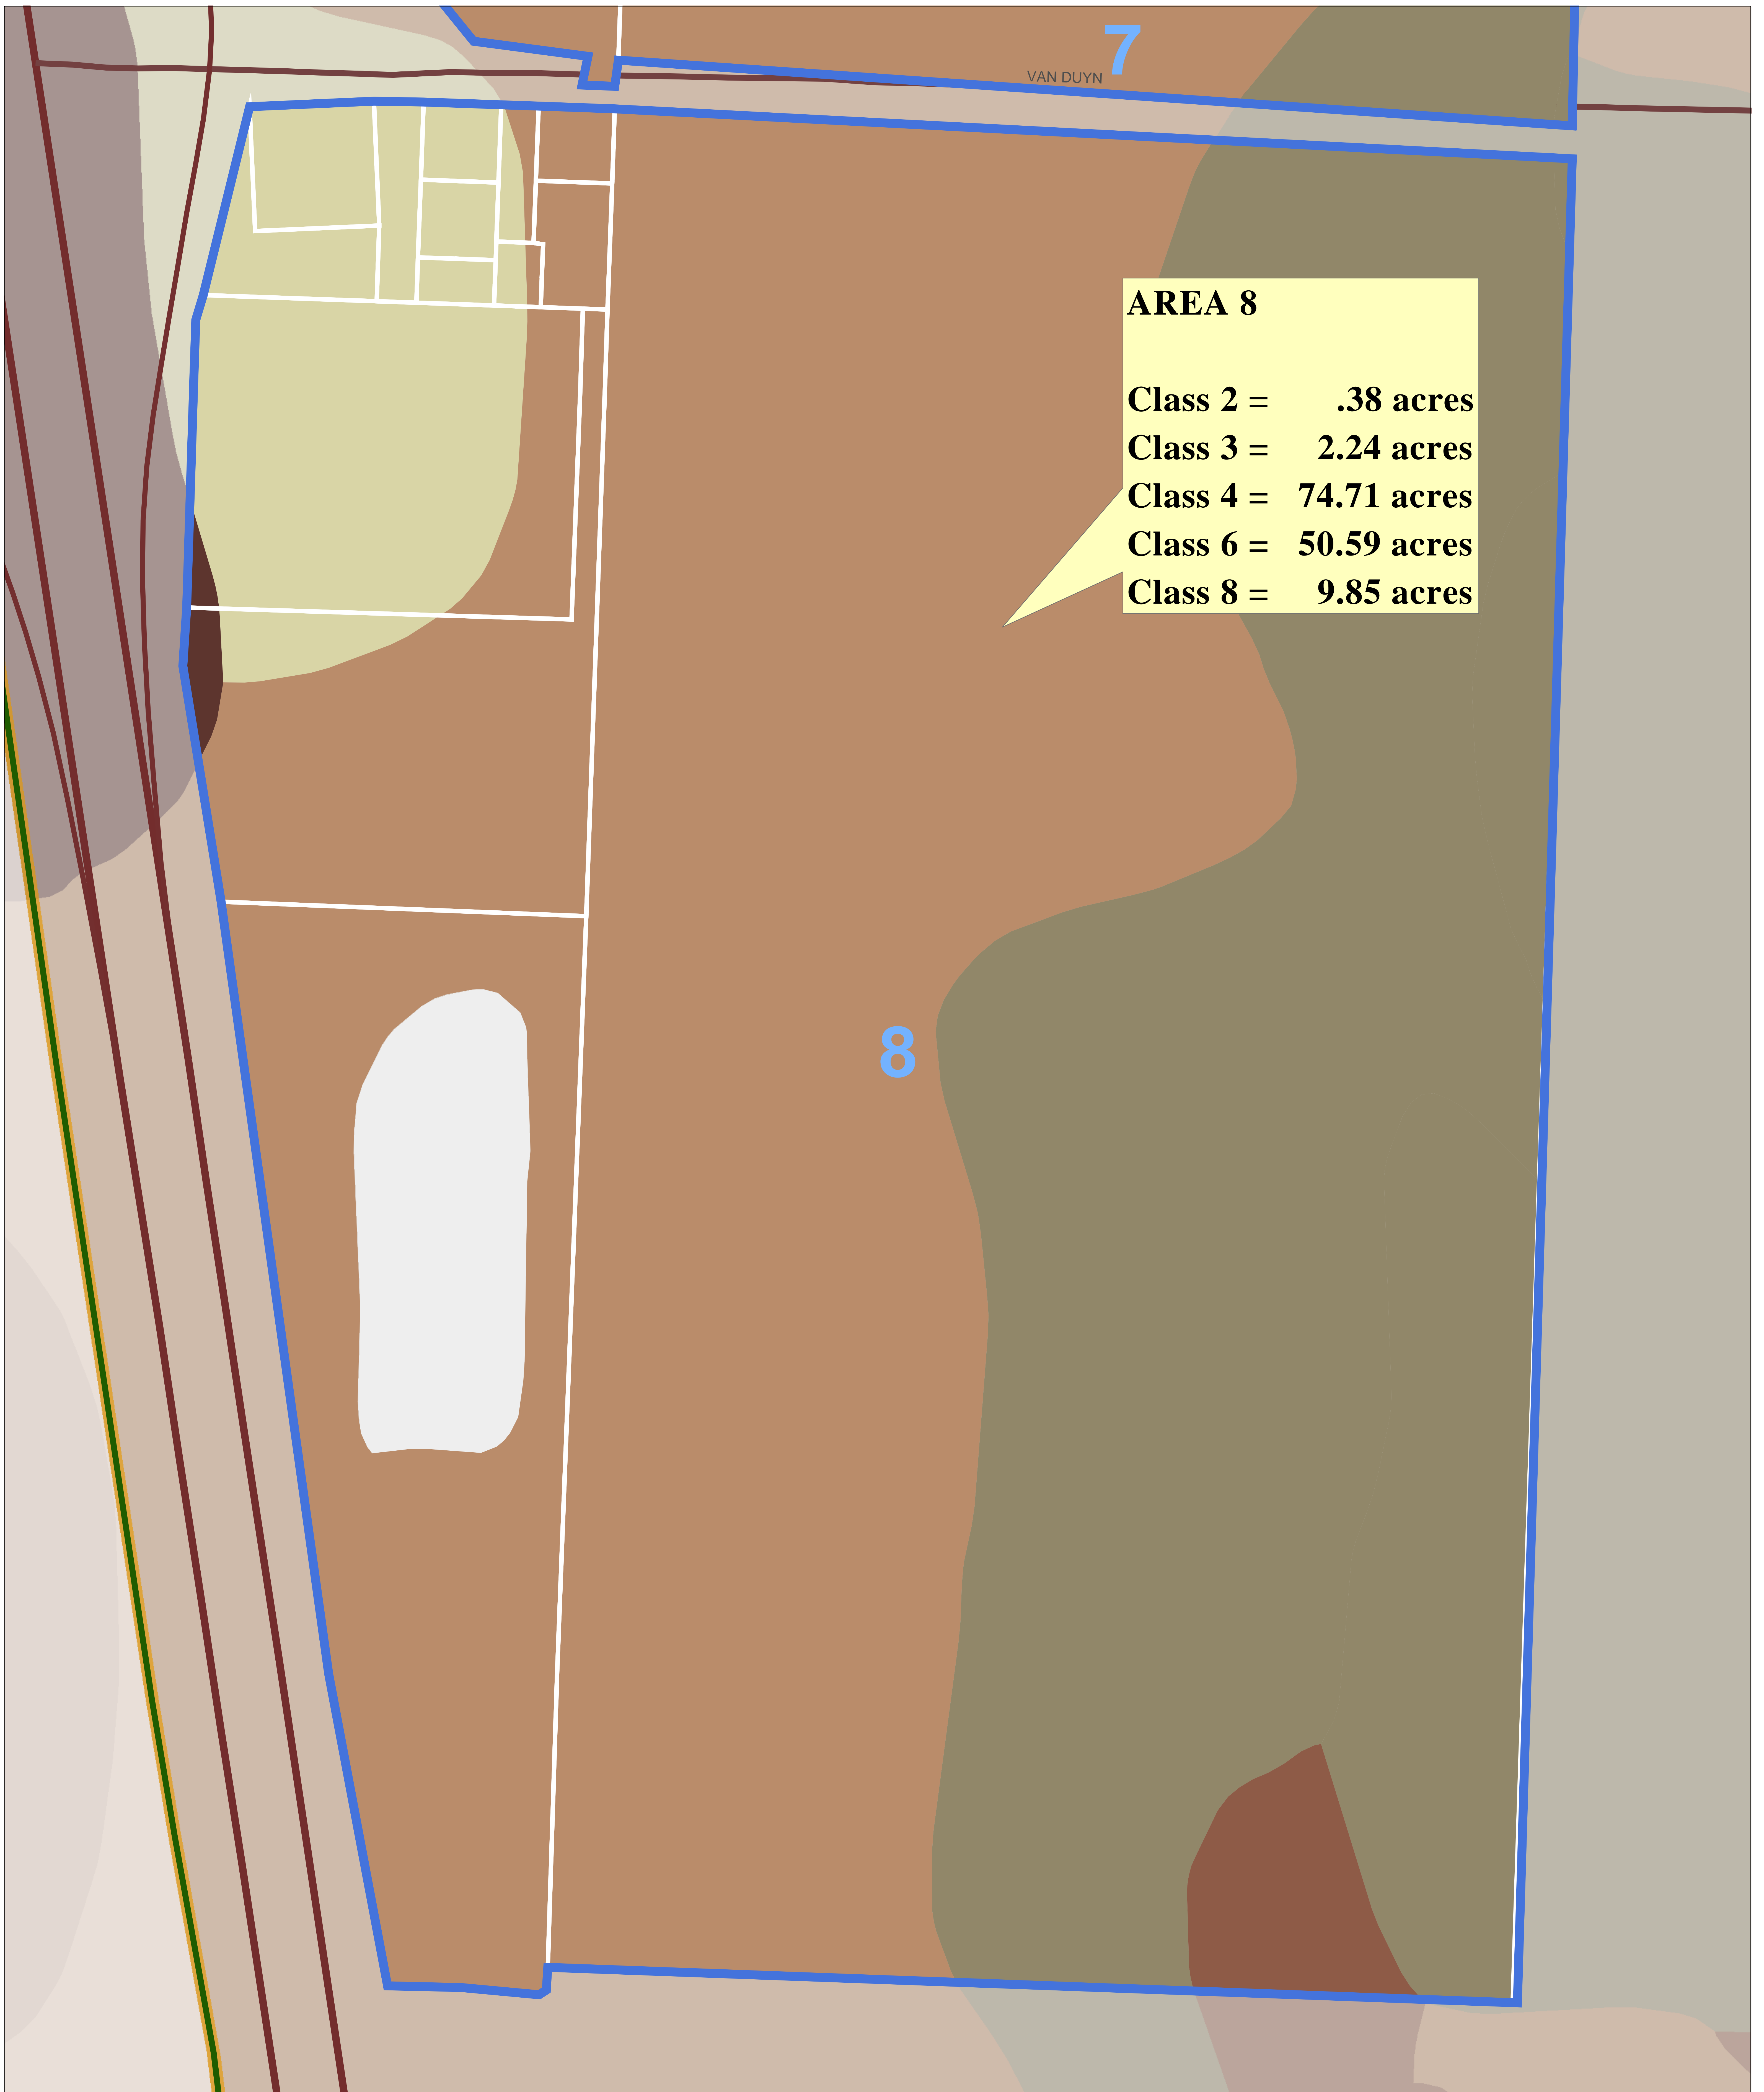 7
VAN DUYN
AREA 8
Class 2 = .38 acres
Class 3 = 2.24 acres
Class 4 = 74.71 acres
Class 6 = 50.59 acres
Class 8 = 9.85 acres
8